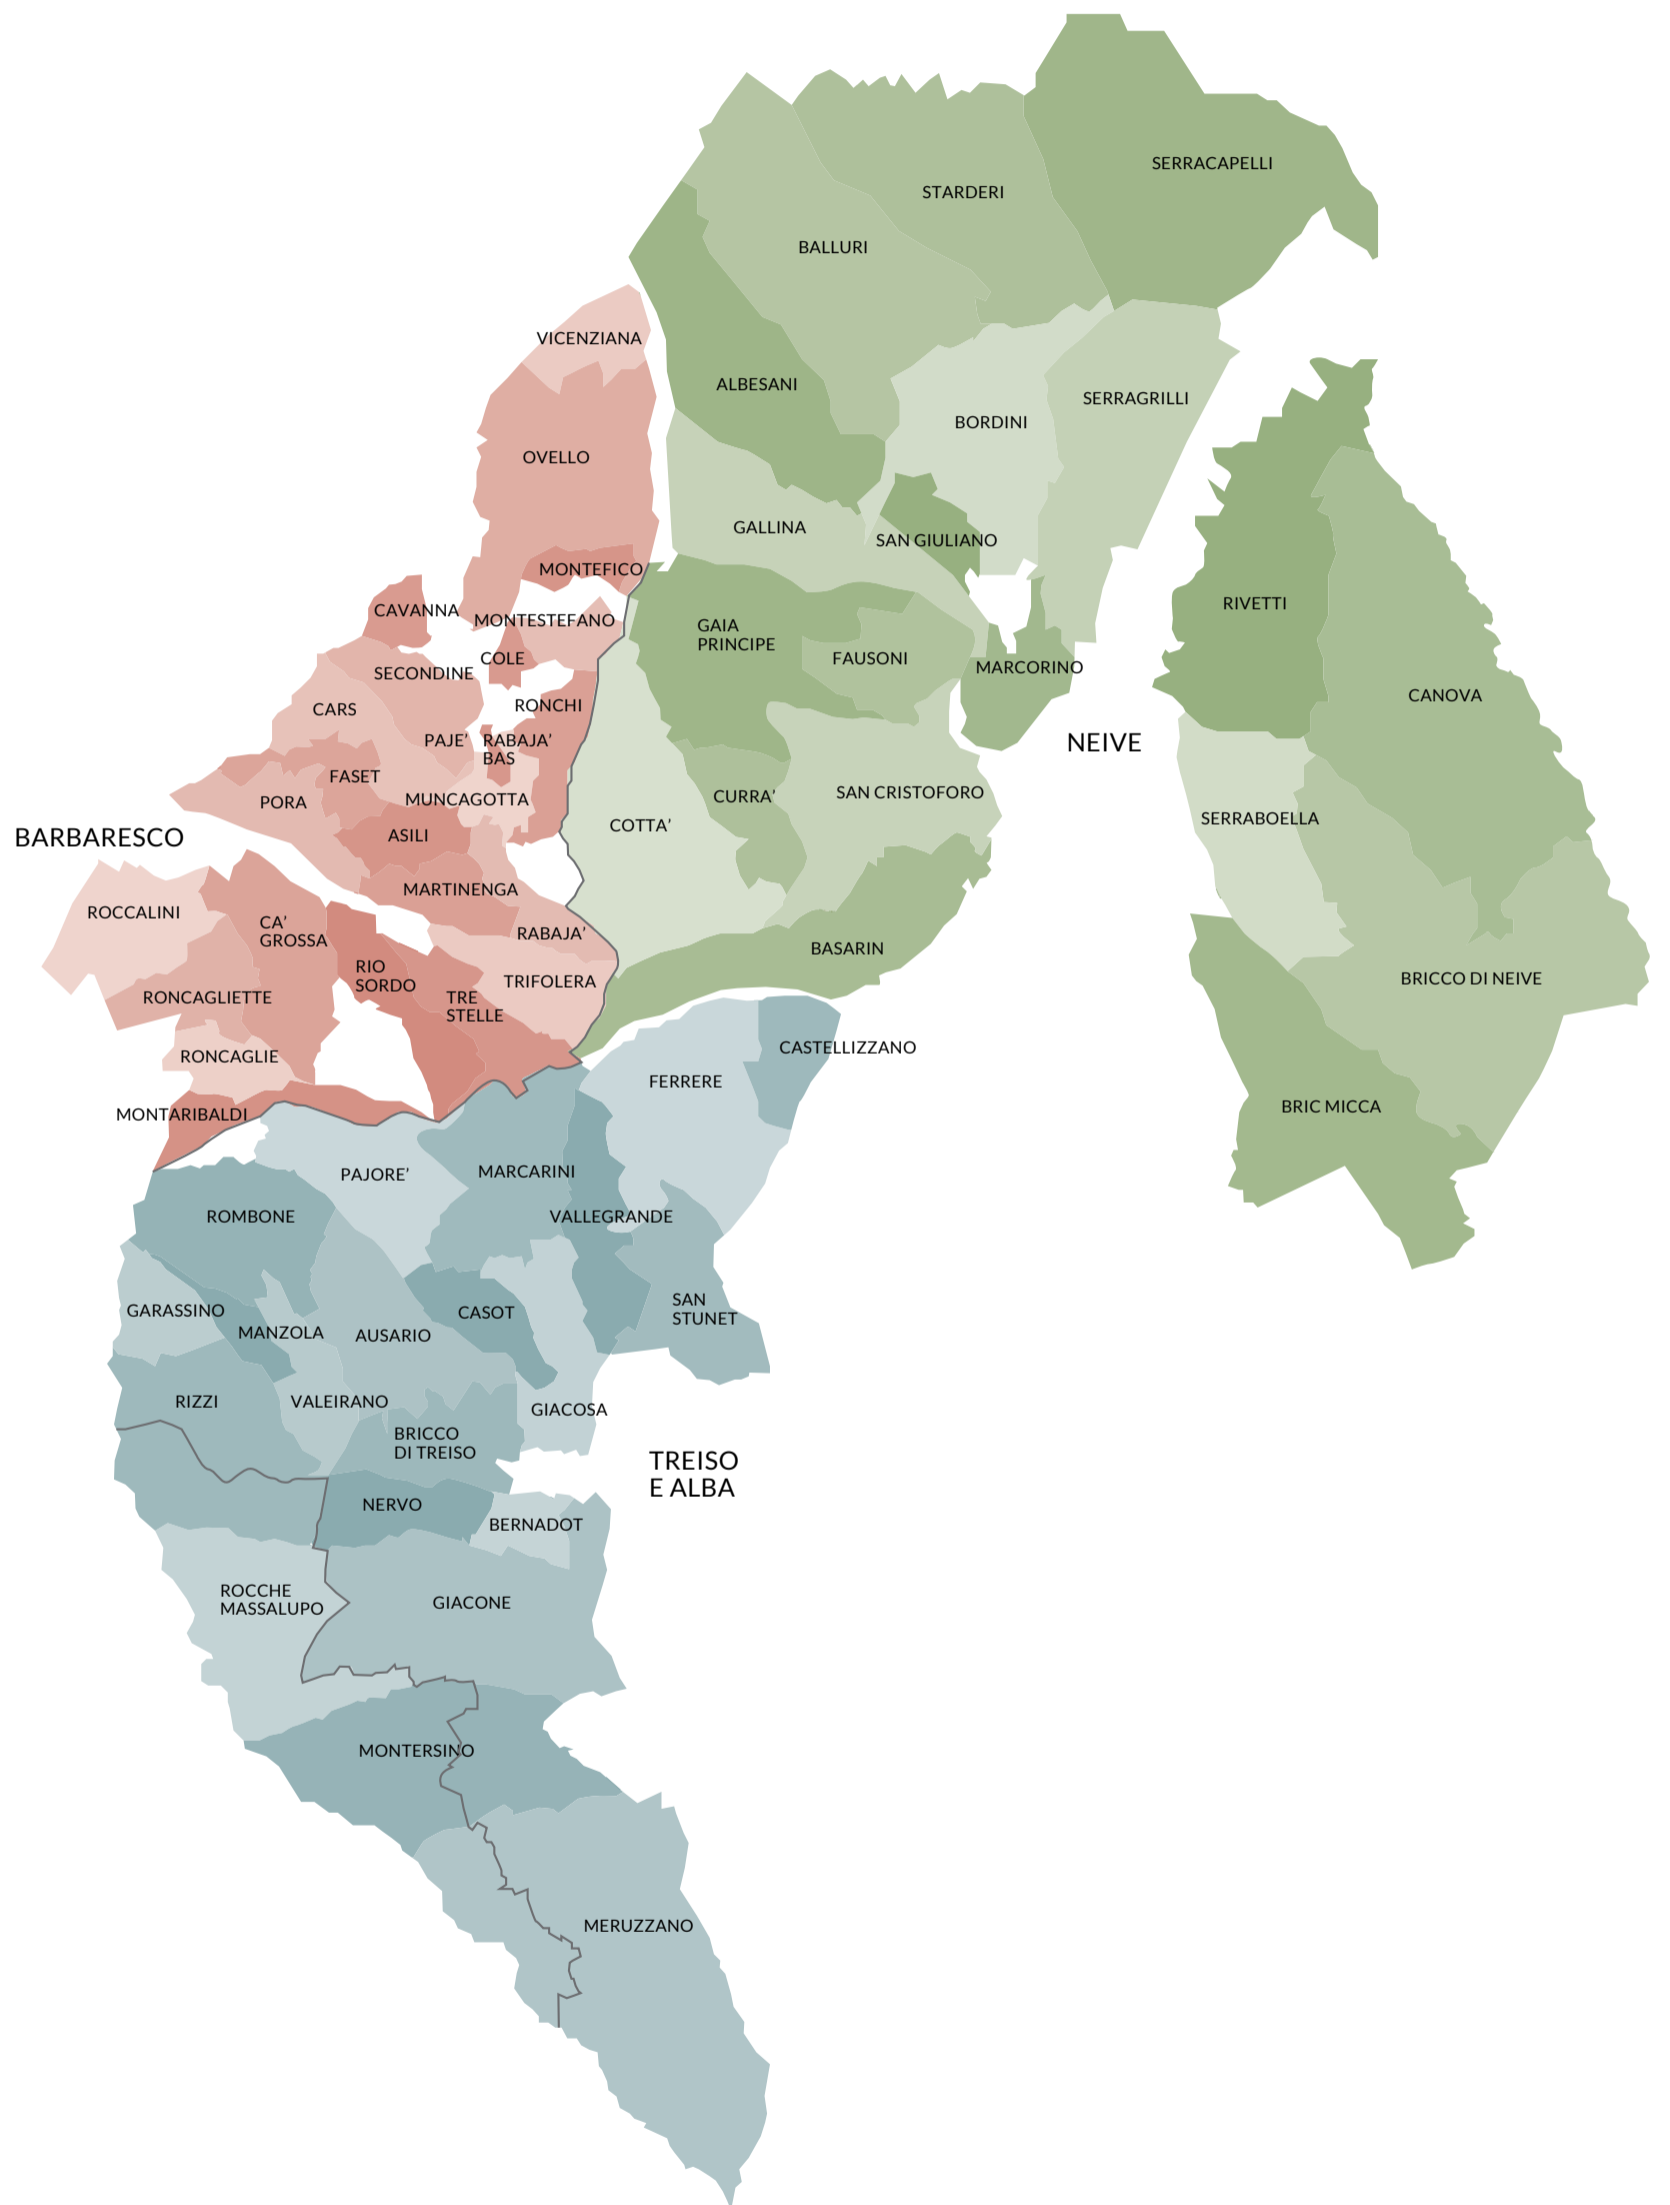 SERRACAPELLI
STARDERI
BALLURI
VICENZIANA
ALBESANI
SERRAGRILLI
BORDINI
OVELLO
GALLINA
SAN GIULIANO
MONTEFICO
RIVETTI
CAVANNA
MONTESTEFANO
GAIA
PRINCIPE
FAUSONI
COLE
MARCORINO
SECONDINE
CANOVA
RONCHI
CARS
PAJE’
RABAJA’
BAS
NEIVE
FASET
PORA
MUNCAGOTTA
CURRA’
SAN CRISTOFORO
SERRABOELLA
COTTA’
ASILI
BARBARESCO
MARTINENGA
ROCCALINI
CA’
GROSSA
RABAJA’
BASARIN
RIO
SORDO
TRIFOLERA
BRICCO DI NEIVE
RONCAGLIETTE
TRE
STELLE
CASTELLIZZANO
RONCAGLIE
FERRERE
MONTARIBALDI
BRIC MICCA
PAJORE’
MARCARINI
ROMBONE
VALLEGRANDE
GARASSINO
CASOT
SAN
STUNET
MANZOLA
AUSARIO
RIZZI
VALEIRANO
GIACOSA
BRICCO
DI TREISO
TREISO
E ALBA
NERVO
BERNADOT
ROCCHE
MASSALUPO
GIACONE
MONTERSINO
MERUZZANO